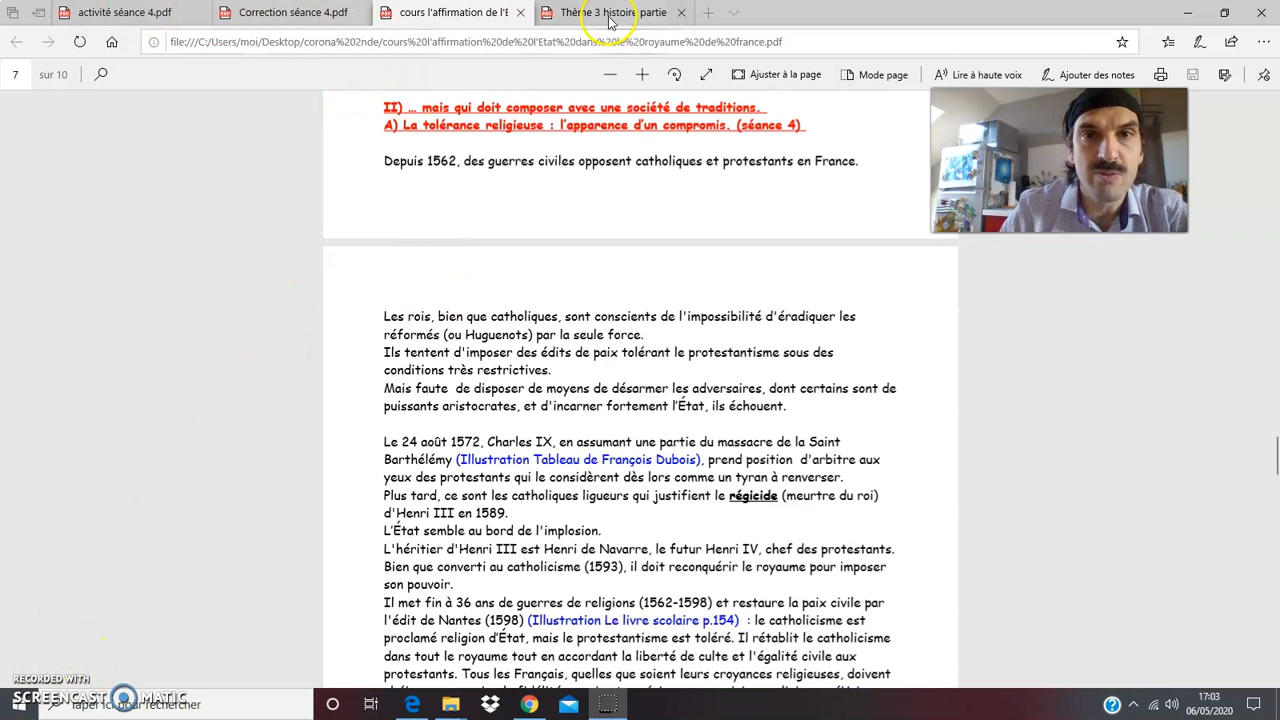 activité séance 4.pdf
Correction séance 4.pdf
cours l'affirmation de l'E
Thème 3 histoire partie
file:///C:/Users/moi/Desktop/corona%202nde/cours%20l'affirmation%20de%20l'Etat%20dans%20le%20royaume%20de%20france.pdf
7 sur 10
Ajuster à la page
Mode page
Lire à haute voix
Ajouter des notes
II) … mais qui doit composer avec une société de traditions.
A) La tolérance religieuse : l'apparence d'un compromis. (séance 4)
Depuis 1562, des guerres civiles opposent catholiques et protestants en France.
Les rois, bien que catholiques, sont conscients de l'impossibilité d'éradiquer les
réformés (ou Huguenots) par la seule force.
Ils tentent d'imposer des édits de paix tolérant le protestantisme sous des
conditions très restrictives.
Mais faute de disposer de moyens de désarmer les adversaires, dont certains sont de
puissants aristocrates, et d'incarner fortement l'État, ils échouent.
Le 24 août 1572, Charles IX, en assumant une partie du massacre de la Saint
Barthélémy (Illustration Tableau de François Dubois), prend position d'arbitre aux
yeux des protestants qui le considèrent dès lors comme un tyran à renverser.
Plus tard, ce sont les catholiques ligueurs qui justifient le régicide (meurtre du roi)
d'Henri III en 1589.
L'État semble au bord de l'implosion.
L'héritier d'Henri III est Henri de Navarre, le futur Henri IV, chef des protestants.
Bien que converti au catholicisme (1593), il doit reconquérir le royaume pour imposer
son pouvoir.
Il met fin à 36 ans de guerres de religions (1562-1598) et restaure la paix civile par
l'édit de Nantes (1598) (Illustration Le livre scolaire p.154) : le catholicisme est
proclamé religion d'État, mais le protestantisme est toléré. Il rétablit le catholicisme
dans tout le royaume tout en accordant la liberté de culte et l'égalité civile aux
protestants. Tous les Français, quelles que soient leurs croyances religieuses, doivent
RECORDED WITH
SCREENCAST MATIC
Taper ici pour rechercher
17:03
06/05/2020